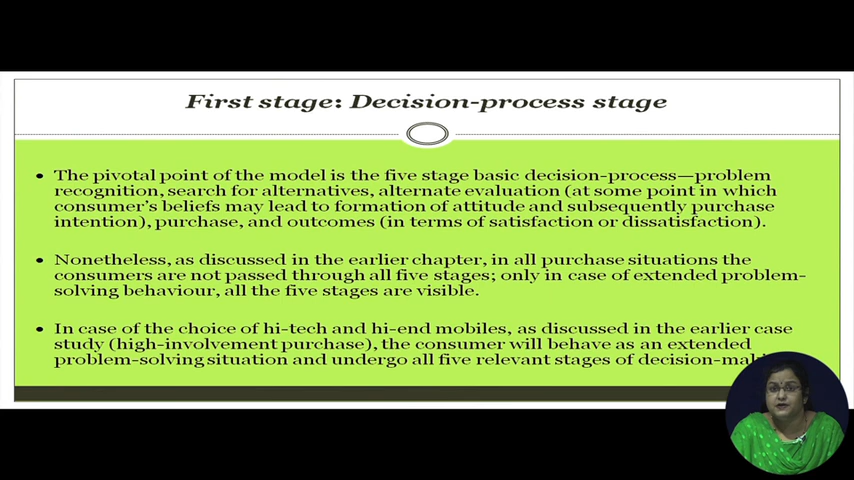 First stage: Decision-process stage
• The pivotal point of the model is the five stage basic decision-process—problem
recognition, search for alternatives, alternate evaluation (at some point in which
consumer's beliefs may lead to formation of attitude and subsequently purchase
intention), purchase, and outcomes (in terms of satisfaction or dissatisfaction).
• Nonetheless, as discussed in the earlier chapter, in all purchase situations the
consumers are not passed through all five stages; only in case of extended problem-
solving behaviour, all the five stages are visible.
• In case of the choice of hi-tech and hi-end mobiles, as discussed in the earlier case
study (high-involvement purchase), the consumer will behave as an extended
problem-solving situation and undergo all five relevant stages of